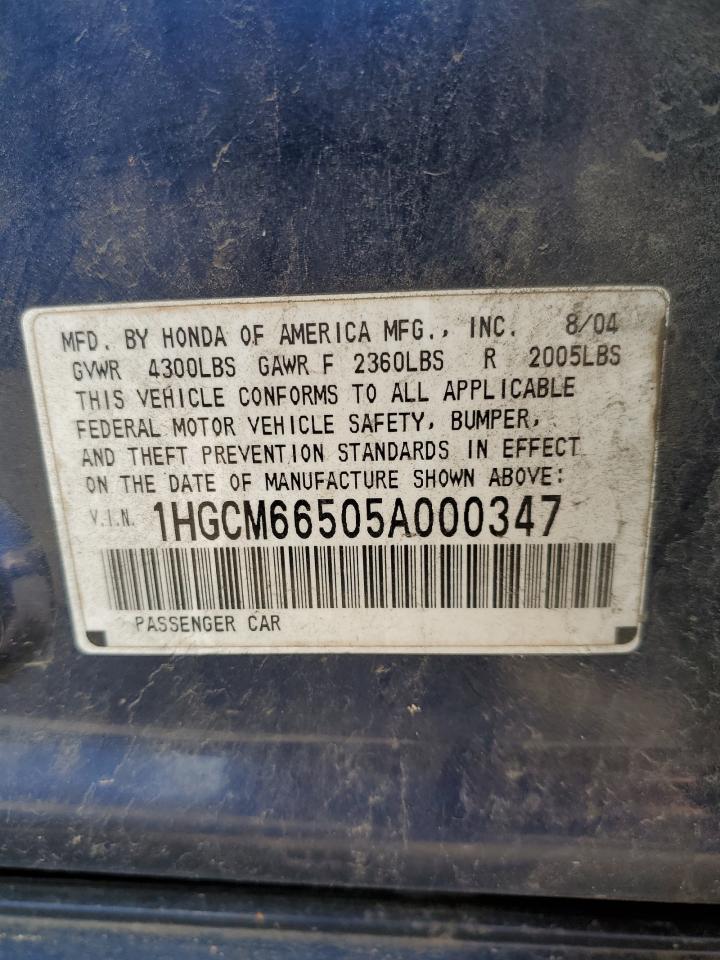 MFD. BY HONDA OF AMERICA MFG., INC. 8/04
GVWR 4300LBS GAWR F 2360LBS R 2005LBS
THIS VEHICLE CONFORMS TO ALL APPLICABLE
FEDERAL MOTOR VEHICLE SAFETY, BUMPER,
AND THEFT PREVENTION STANDARDS IN EFFECT
ON THE DATE OF MANUFACTURE SHOWN ABOVE:
V.I.N. 1HGCM66505A000347
PASSENGER CAR